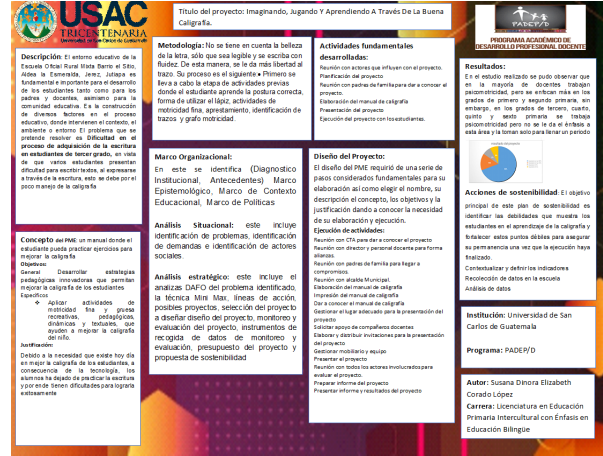 USAC
TRICENTENARIA
Universidad de San Carlos de Guatemala
Título del proyecto: Imaginando, Jugando Y Aprendiendo A Través De La Buena
Caligrafía.
PADEP/D
PROGRAMA ACADÉMICO DE
DESARROLLO PROFESIONAL DOCENTE
Descripción: El entorno educativo de la
Escuela Oficial Rural Mixta Barrio el Sitio,
Aldea la Esmeralda, Jerez, Jutiapa es
fundamental e importante para el desarrollo
de los estudiantes tanto como para los
padres y docentes, asimismo para la
comunidad educativa. Es la construcción
de diversos factores en el proceso
educativo, donde intervienen el contexto, el
ambiente o entorno El problema que se
pretende resolver es Dificultad en el
proceso de adquisición de la escritura
en estudiantes de tercer grado, en vista
de que varios estudiantes presentan
dificultad para escribir textos, al expresarse
a través de la escritura, esto se debe por el
poco manejo de la caligrafía
Concepto del PME: un manual donde el
estudiante pueda practicar ejercicios para
mejorar la caligrafía
Objetivos:
General Desarrollar estrategias
pedagógicas innovadoras que permitan
mejorar la caligrafía de los estudiantes
Específicos
❖ Aplicar actividades de
motricidad fina y gruesa
recreativas, pedagógicas,
dinámicas y textuales, que
ayuden a mejorar la caligrafía
del niño.
Justificación:
Debido a la necesidad que existe hoy día
en mejor la caligrafía de los estudiantes, a
consecuencia de la tecnología, los
alumnos ha dejado de practicar la escritura
y por ende tienen dificultades para lograrla
exitosamente
Metodología: No se tiene en cuenta la belleza
de la letra, sólo que sea legible y se escriba con
fluidez. De esta manera, se le da más libertad al
trazo. Su proceso es el siguiente • Primero se
lleva a cabo la etapa de actividades previas
donde el estudiante aprende la postura correcta,
forma de utilizar el lápiz, actividades de
motricidad fina, aprestamiento, identificación de
trazos y grafo motricidad.
Marco Organizacional:
En este se identifica (Diagnostico
Institucional, Antecedentes) Marco
Epistemológico, Marco de Contexto
Educacional, Marco de Políticas
Análisis Situacional: este incluye
identificación de problemas, identificación
de demandas e identificación de actores
sociales.
Análisis estratégico: este incluye el
analizas DAFO del problema identificado,
la técnica Mini Max, líneas de acción,
posibles proyectos, selección del proyecto
a diseñar diseño del proyecto, monitoreo y
evaluación del proyecto, instrumentos de
recogida de datos de monitoreo y
evaluación, presupuesto del proyecto y
propuesta de sostenibilidad
Actividades fundamentales
desarrolladas:
Reunión con actores que influyen con el proyecto.
Planificación del proyecto
Reunión con padres de familia para dar a conocer el
proyecto.
Elaboración del manual de caligrafía
Presentación del proyecto
Ejecución del proyecto con los estudiantes.
Diseño del Proyecto:
El diseño del PME requirió de una serie de
pasos considerados fundamentales para su
elaboración así como elegir el nombre, su
descripción el concepto, los objetivos y la
justificación dando a conocer la necesidad
de su elaboración y ejecución.
Ejecución de actividades:
Reunión con CTA para dar a conocer el proyecto
Reunión con director y personal docente para formar
alianzas.
Reunión con padres de familia para llegar a
compromisos.
Reunión con alcalde Municipal.
Elaboración del manual de caligrafía
Impresión del manual de caligrafía
Dar a conocer el manual de caligrafía
Gestionar el lugar adecuado para la presentación del
proyecto
Solicitar apoyo de compañeros docentes
Elaborar y distribuir invitaciones para la presentación
del proyecto
Gestionar mobiliario y equipo
Presentar el proyecto
Reunión con todos los actores involucrados para
evaluar el proyecto.
Preparar informe del proyecto
Presentar informe y resultados del proyecto
Resultados:
En el estudio realizado se pudo observar que
en la mayoría de docentes trabajan
psicomotricidad, pero se enfocan más en los
grados de primero y segundo primaria, sin
embargo, en los grados de tercero, cuarto,
quinto y sexto primaria se trabaja
psicomotricidad pero no se le da el énfasis a
esta área y la toman solo para llenar un periodo
Acciones de sostenibilidad: El objetivo
principal de este plan de sostenibilidad es
identificar las debilidades que muestra los
estudiantes en el aprendizaje de la caligrafía y
fortalecer estos puntos débiles para asegurar
su permanencia una vez que la ejecución haya
finalizado.
Contextualizar y definir los indicadores
Recolección de datos en la escuela
Análisis de datos
Institución: Universidad de San
Carlos de Guatemala
Programa: PADEP/D
Autor: Susana Dinora Elizabeth
Corado López
Carrera: Licenciatura en Educación
Primaria Intercultural con Énfasis en
Educación Bilingüe